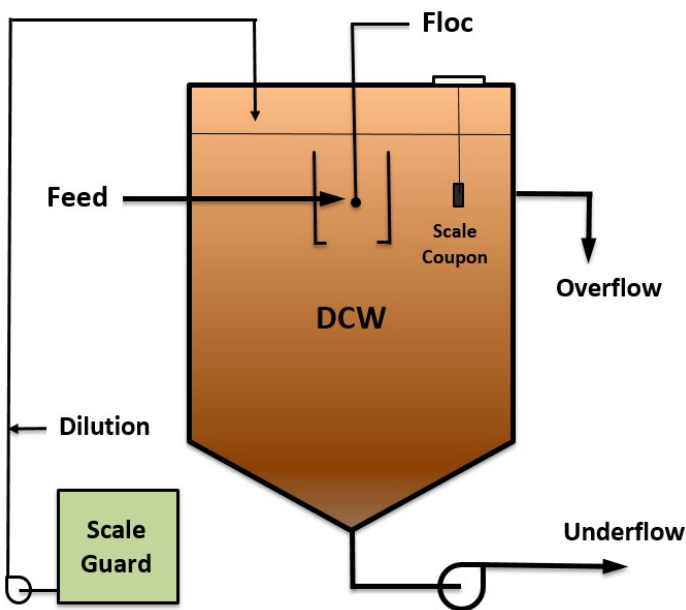 Floc
Feed
Scale
Coupon
Overflow
DCW
Dilution
Scale
Guard
Underflow